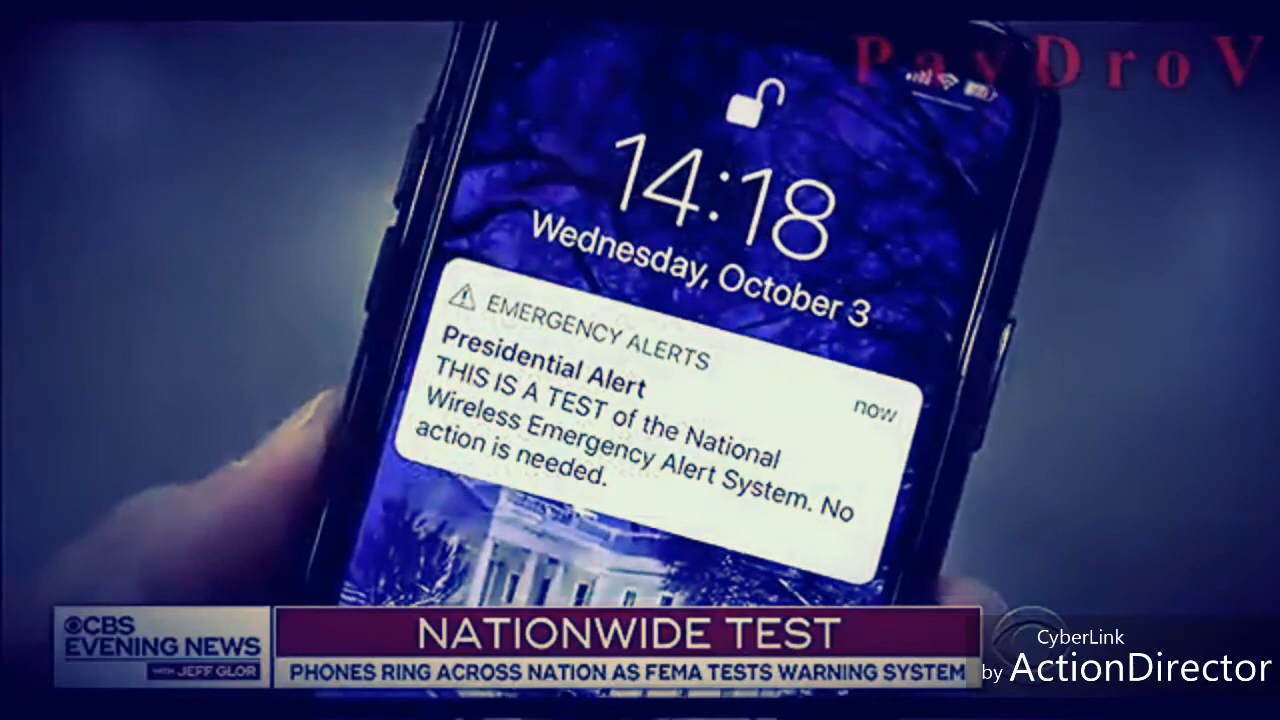 PayDroV
14:18
Wednesday, October 3
EMERGENCY ALERTS
now
Presidential Alert
THIS IS A TEST of the National
Wireless Emergency Alert System. No
action is needed.
CBS
EVENING NEWS
WITH JEFF GLOR
NATIONWIDE TEST
PHONES RING ACROSS NATION AS FEMA TESTS WARNING SYSTEM
CyberLink
by ActionDirector